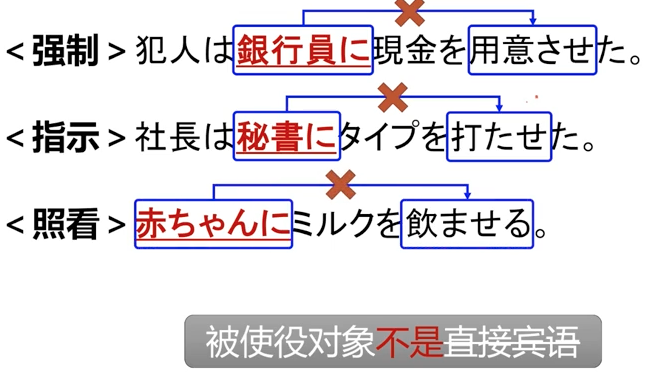 ＜强制＞犯人は銀行員に現金を用意させた。
＜指示＞社長は秘書にタイプを打たせた。
＜照看＞赤ちゃんにミルクを飲ませる。
被使役对象不是直接宾语